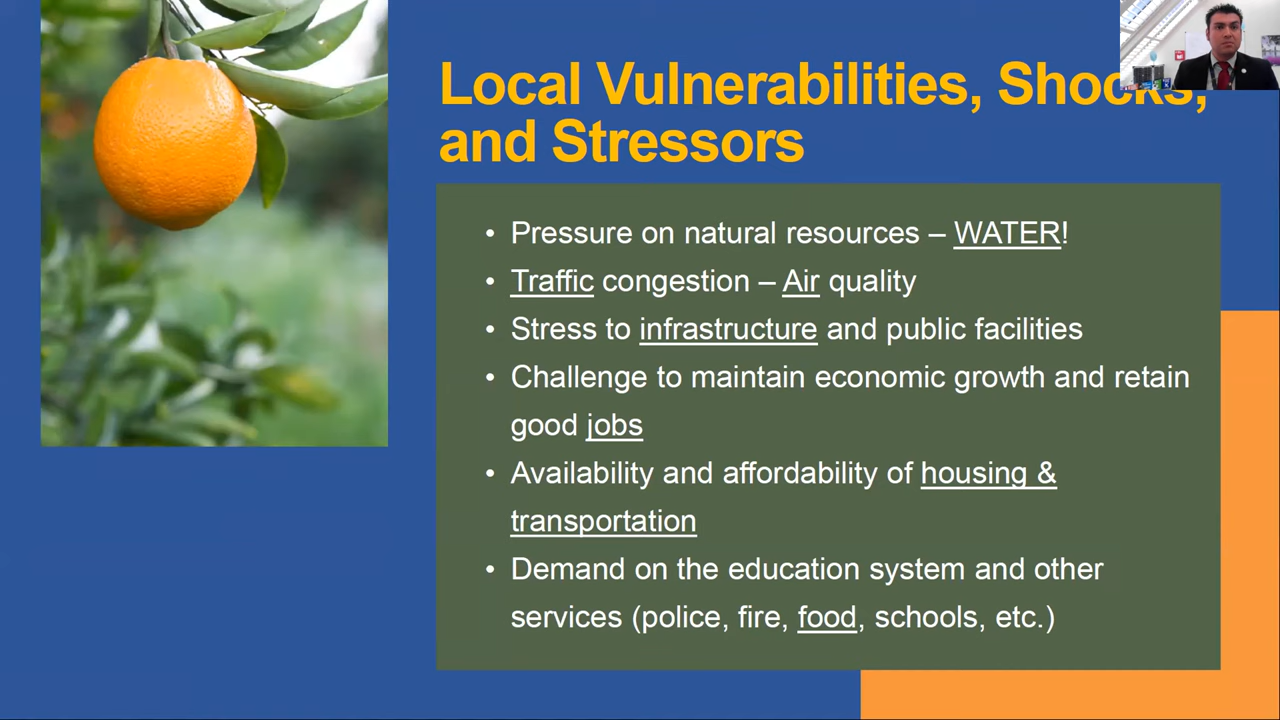 Local Vulnerabilities, Shocks,
and Stressors
• Pressure on natural resources – WATER!
• Traffic congestion – Air quality
• Stress to infrastructure and public facilities
• Challenge to maintain economic growth and retain
good jobs
• Availability and affordability of housing &
transportation
• Demand on the education system and other
services (police, fire, food, schools, etc.)